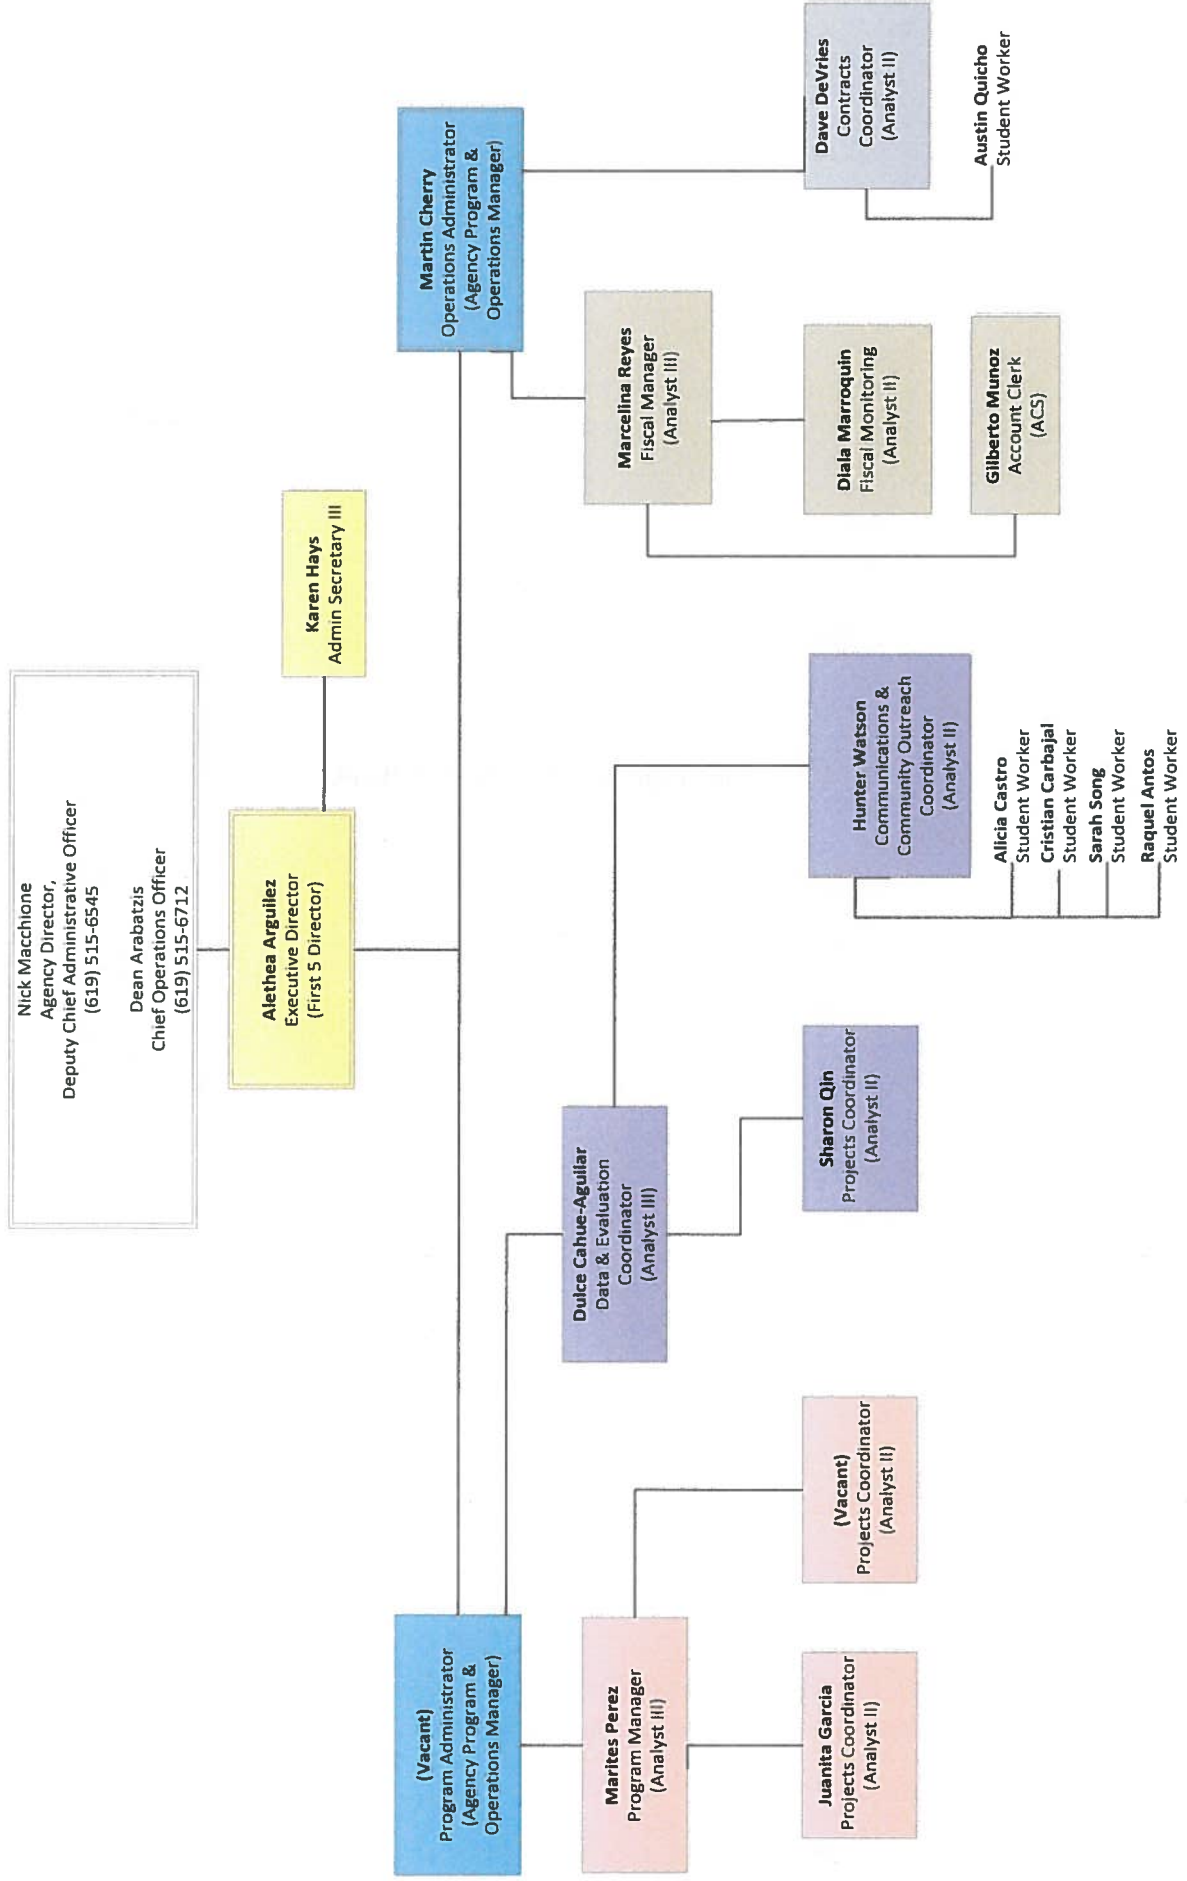 Nick Macchione
Agency Director,
Deputy Chief Administrative Officer
(619) 515-6545
Dean Arabatzis
Chief Operations Officer
(619) 515-6712
Alethea Arguilez
Executive Director
(First 5 Director)
Karen Hays
Admin Secretary III
(Vacant)
Program Administrator
(Agency Program &
Operations Manager)
Martin Cherry
Operations Administrator
(Agency Program &
Operations Manager)
Marites Perez
Program Manager
(Analyst III)
Dulce Cahue-Aguilar
Data & Evaluation
Coordinator
(Analyst III)
Marcelina Reyes
Fiscal Manager
(Analyst III)
Juanita Garcia
Projects Coordinator
(Analyst II)
(Vacant)
Projects Coordinator
(Analyst II)
Sharon Qin
Projects Coordinator
(Analyst II)
Hunter Watson
Communications &
Community Outreach
Coordinator
(Analyst II)
Diala Marroquin
Fiscal Monitoring
(Analyst II)
Dave DeVries
Contracts
Coordinator
(Analyst II)
Alicia Castro
Student Worker
Cristian Carbajal
Student Worker
Sarah Song
Student Worker
Raquel Antos
Student Worker
Gilberto Munoz
Account Clerk
(ACS)
Austin Quicho
Student Worker